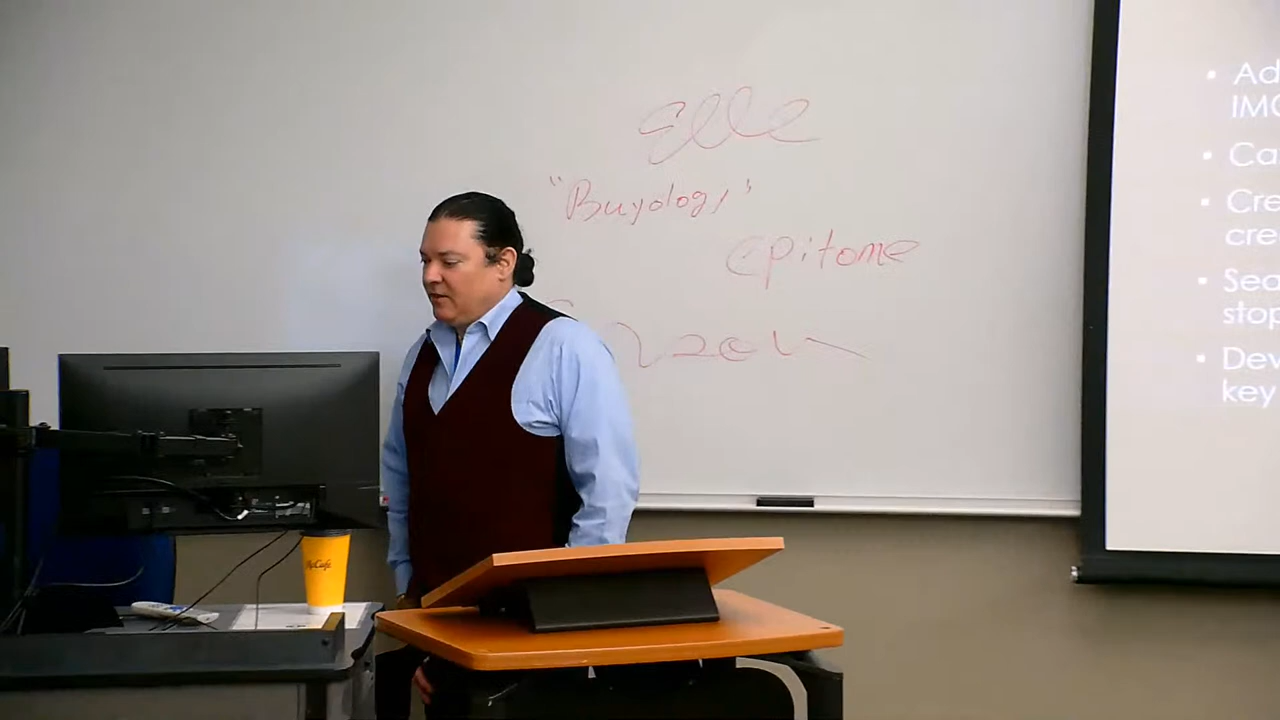 Elle
"Buyology"
Epitome
• Ad
IMC
• Ca
• Cre
cre
• Sea
stop
• Dev
key
McCafe